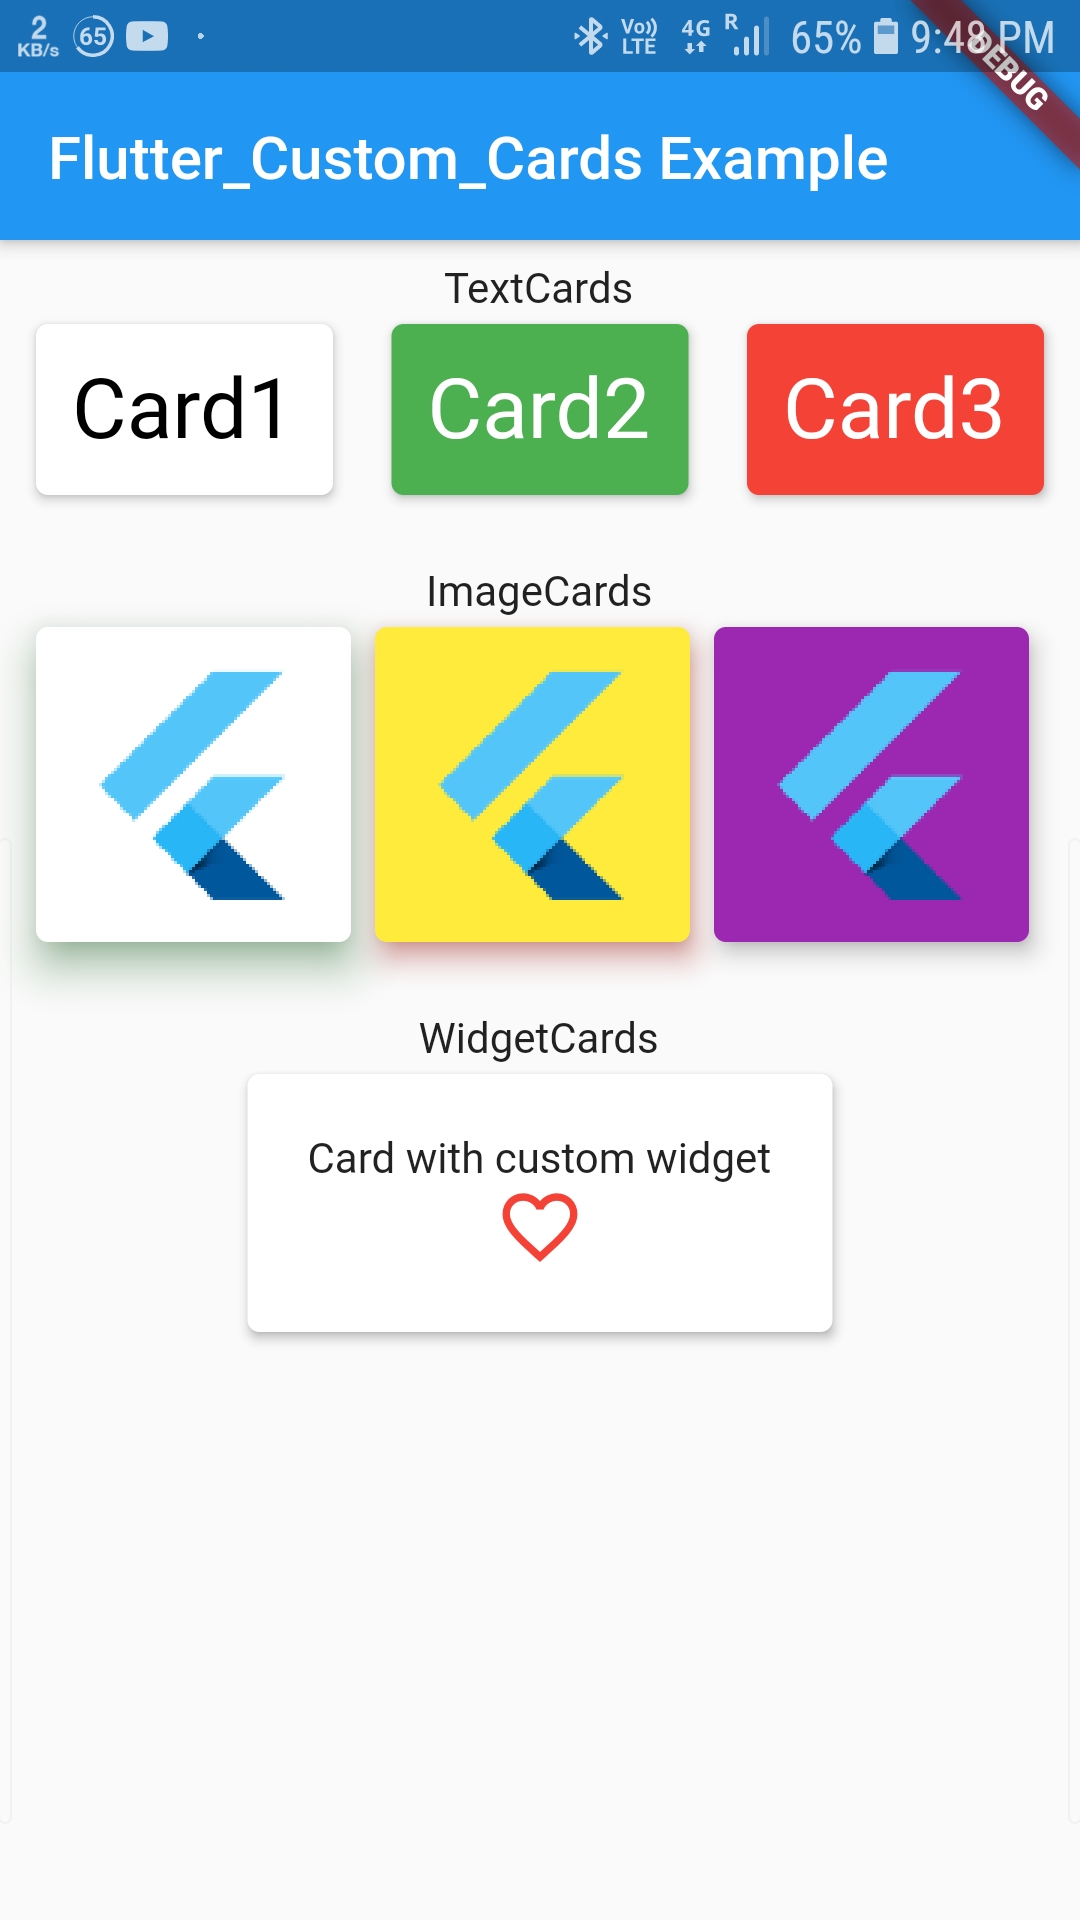 2
KB/s
65
Vo))
LTE
4G
R
65%
9:48 PM
DEBUG
Flutter_Custom_Cards Example
TextCards
Card1
Card2
Card3
ImageCards
WidgetCards
Card with custom widget